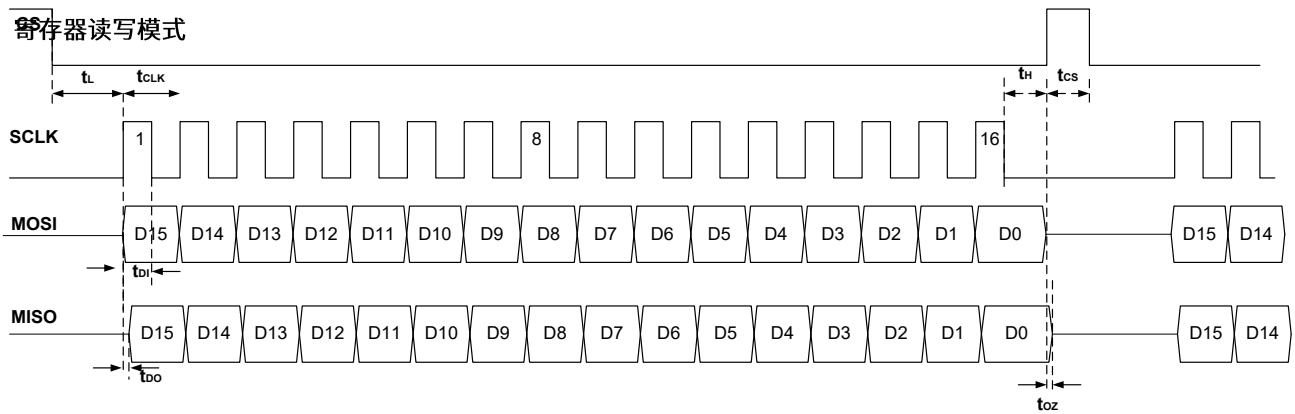 CS
寄存器读写模式
tL tCLK tH tCS
SCLK 1 8 16
MOSI D15 D14 D13 D12 D11 D10 D9 D8 D7 D6 D5 D4 D3 D2 D1 D0 D15 D14
tDI
MISO D15 D14 D13 D12 D11 D10 D9 D8 D7 D6 D5 D4 D3 D2 D1 D0 D15 D14
tDO
tOZ